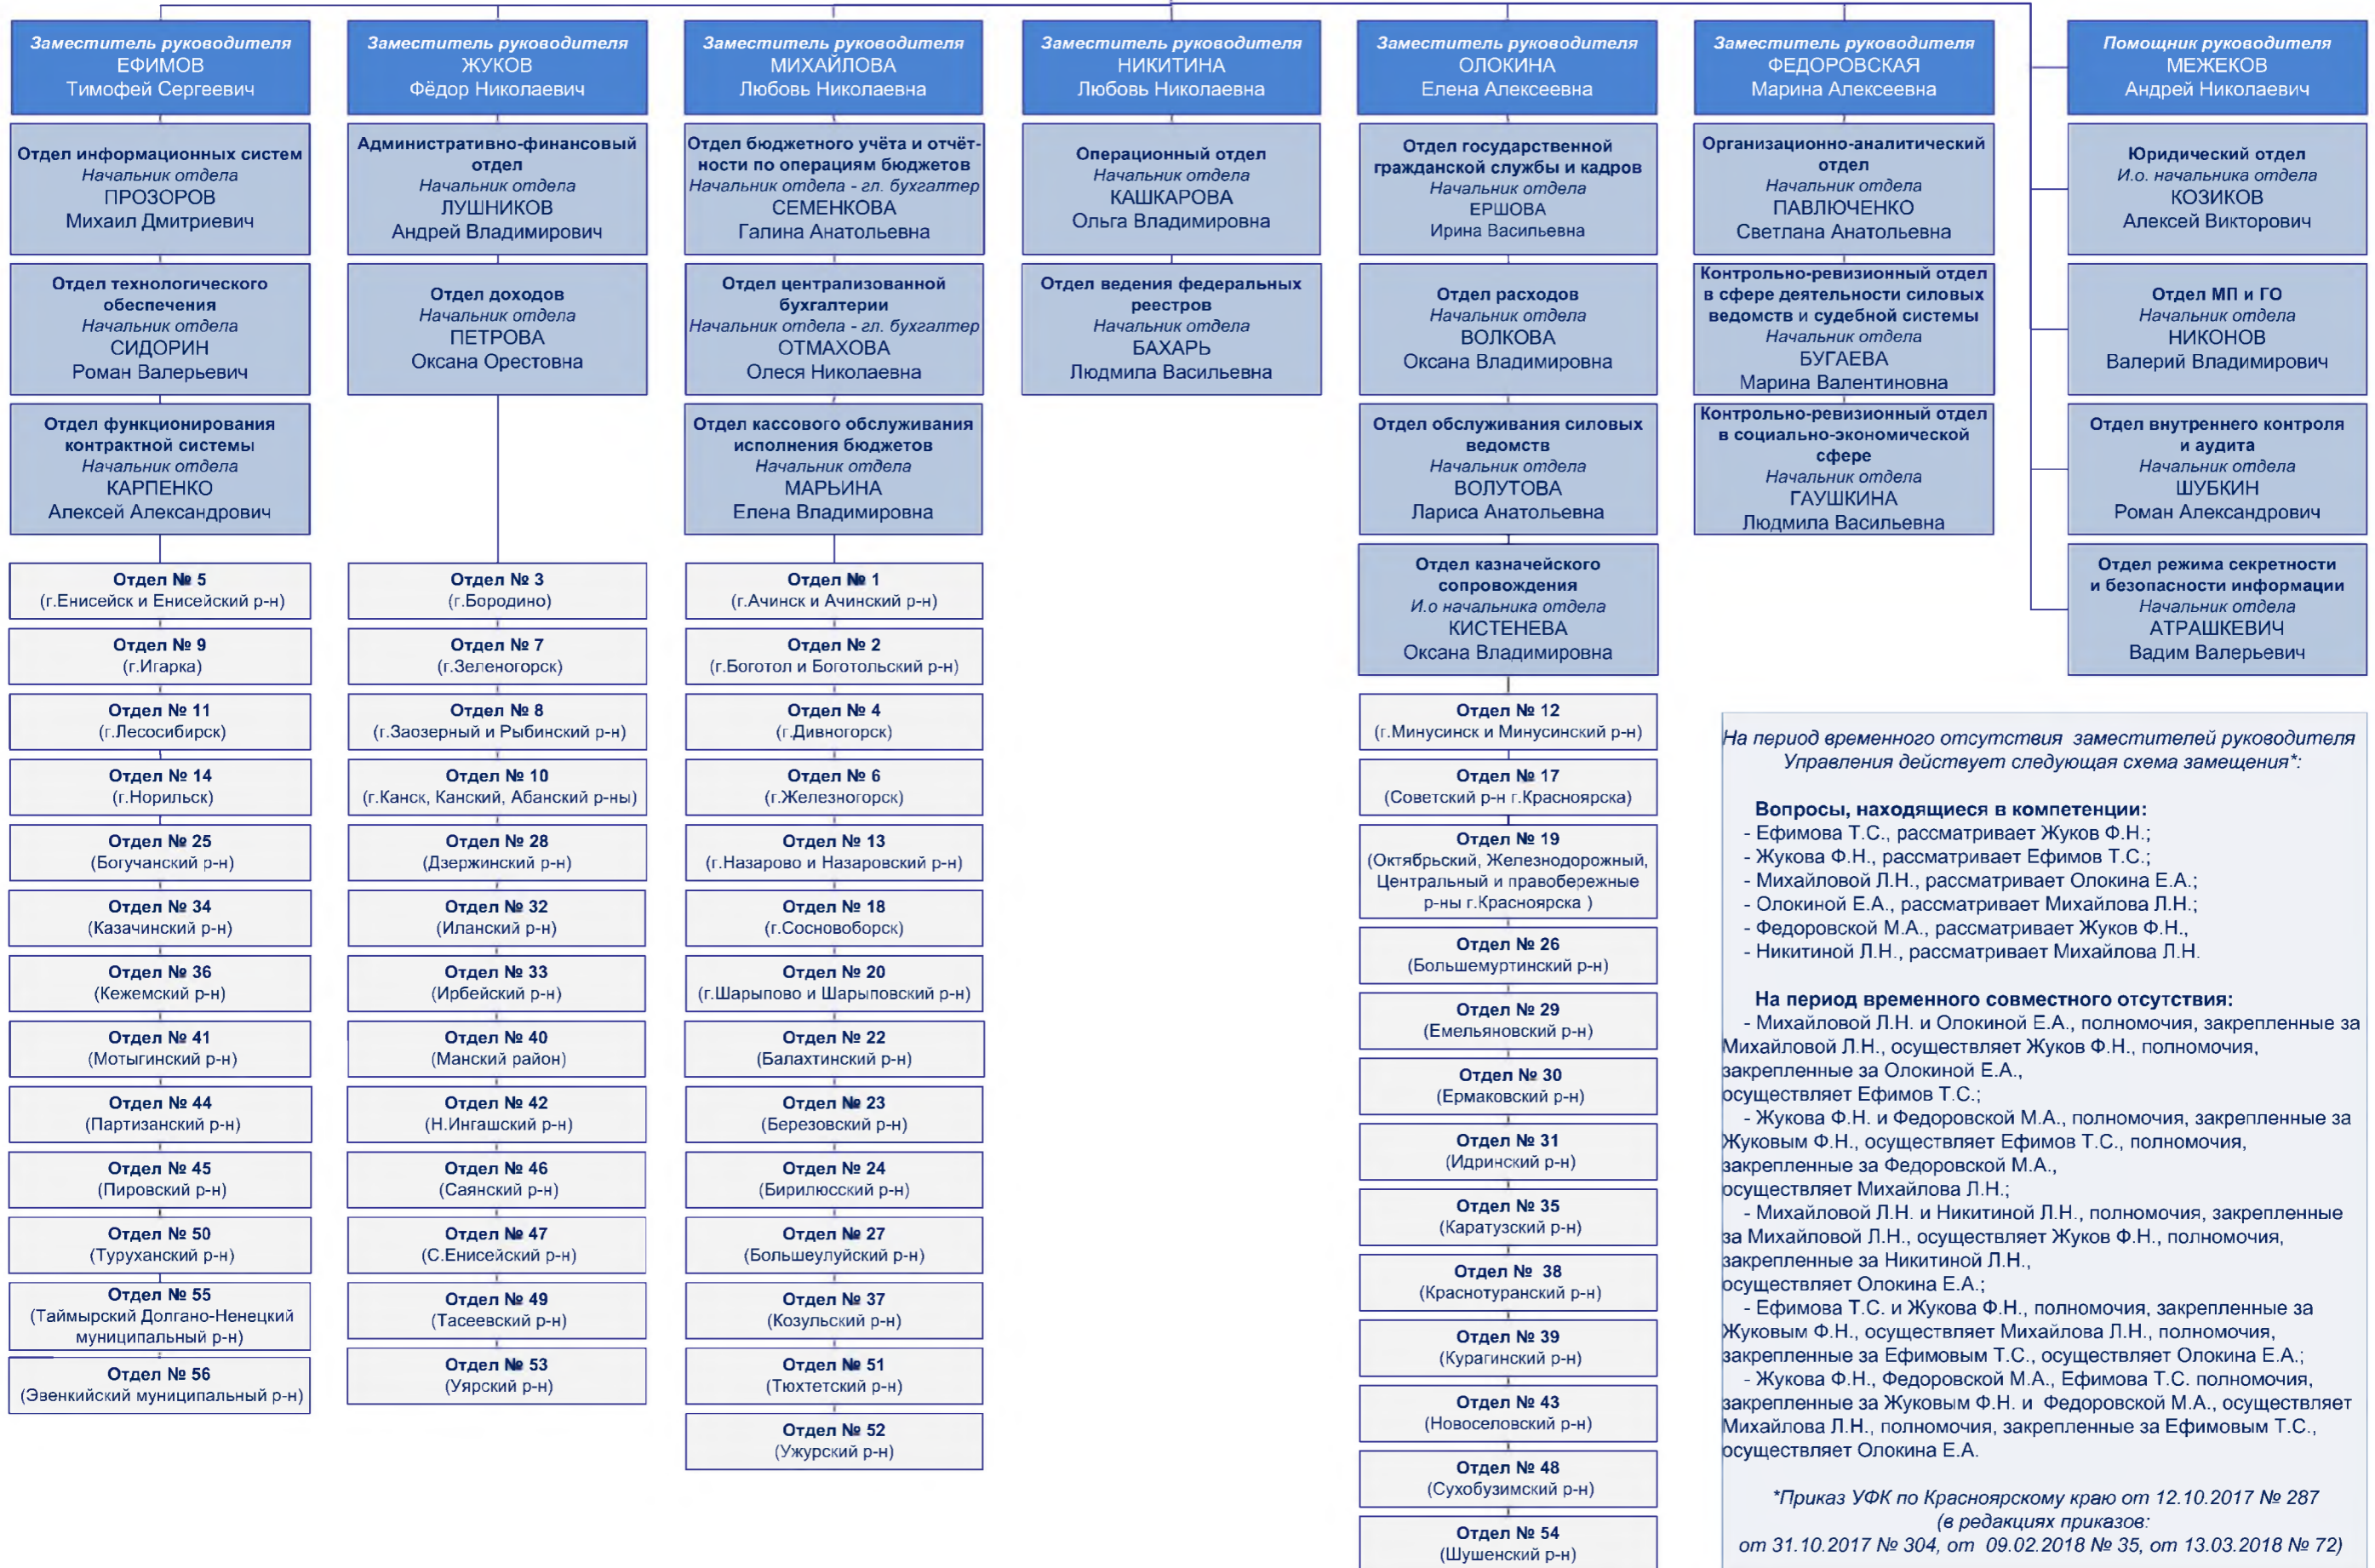 Заместитель руководителя
ЕФИМОВ
Тимофей Сергеевич
Отдел информационных систем
Начальник отдела
ПРОЗОРОВ
Михаил Дмитриевич
Отдел технологического
обеспечения
Начальник отдела
СИДОРИН
Роман Валерьевич
Отдел функционирования
контрактной системы
Начальник отдела
КАРПЕНКО
Алексей Александрович
Отдел № 5
(г.Енисейск и Енисейский р-н)
Отдел № 9
(г.Игарка)
Отдел № 11
(г.Лесосибирск)
Отдел № 14
(г.Норильск)
Отдел № 25
(Богучанский р-н)
Отдел № 34
(Казачинский р-н)
Отдел № 36
(Кежемский р-н)
Отдел № 41
(Мотыгинский р-н)
Отдел № 44
(Партизанский р-н)
Отдел № 45
(Пировский р-н)
Отдел № 50
(Туруханский р-н)
Отдел № 55
(Таймырский Долгано-Ненецкий
муниципальный р-н)
Отдел № 56
(Эвенкийский муниципальный р-н)
Заместитель руководителя
ЖУКОВ
Фёдор Николаевич
Административно-финансовый
отдел
Начальник отдела
ЛУШНИКОВ
Андрей Владимирович
Отдел доходов
Начальник отдела
ПЕТРОВА
Оксана Орестовна
Отдел № 3
(г.Бородино)
Отдел № 7
(г.Зеленогорск)
Отдел № 8
(г.Заозерный и Рыбинский р-н)
Отдел № 10
(г.Канск, Канский, Абанский р-ны)
Отдел № 28
(Дзержинский р-н)
Отдел № 32
(Иланский р-н)
Отдел № 33
(Ирбейский р-н)
Отдел № 40
(Манский район)
Отдел № 42
(Н.Ингашский р-н)
Отдел № 46
(Саянский р-н)
Отдел № 47
(С.Енисейский р-н)
Отдел № 49
(Тасеевский р-н)
Отдел № 53
(Уярский р-н)
Заместитель руководителя
МИХАЙЛОВА
Любовь Николаевна
Отдел бюджетного учёта и отчёт-
ности по операциям бюджетов
Начальник отдела - гл. бухгалтер
СЕМЕНКОВА
Галина Анатольевна
Отдел централизованной
бухгалтерии
Начальник отдела - гл. бухгалтер
ОТМАХОВА
Олеся Николаевна
Отдел кассового обслуживания
исполнения бюджетов
Начальник отдела
МАРЬИНА
Елена Владимировна
Отдел № 1
(г.Ачинск и Ачинский р-н)
Отдел № 2
(г.Боготол и Боготольский р-н)
Отдел № 4
(г.Дивногорск)
Отдел № 6
(г.Железногорск)
Отдел № 13
(г.Назарово и Назаровский р-н)
Отдел № 18
(г.Сосновоборск)
Отдел № 20
(г.Шарыпово и Шарыповский р-н)
Отдел № 22
(Балахтинский р-н)
Отдел № 23
(Березовский р-н)
Отдел № 24
(Бирилюсский р-н)
Отдел № 27
(Большеулуйский р-н)
Отдел № 37
(Козульский р-н)
Отдел № 51
(Тюхтетский р-н)
Отдел № 52
(Ужурский р-н)
Заместитель руководителя
НИКИТИНА
Любовь Николаевна
Операционный отдел
Начальник отдела
КАШКАРОВА
Ольга Владимировна
Отдел ведения федеральных
реестров
Начальник отдела
БАХАРЬ
Людмила Васильевна
Заместитель руководителя
ОЛОКИНА
Елена Алексеевна
Отдел государственной
гражданской службы и кадров
Начальник отдела
ЕРШОВА
Ирина Васильевна
Отдел расходов
Начальник отдела
ВОЛКОВА
Оксана Владимировна
Отдел обслуживания силовых
ведомств
Начальник отдела
ВОЛУТОВА
Лариса Анатольевна
Отдел казначейского
сопровождения
И.о начальника отдела
КИСТЕНЕВА
Оксана Владимировна
Отдел № 12
(г.Минусинск и Минусинский р-н)
Отдел № 17
(Советский р-н г.Красноярска)
Отдел № 19
(Октябрьский, Железнодорожный,
Центральный и правобережные
р-ны г.Красноярска )
Отдел № 26
(Большемуртинский р-н)
Отдел № 29
(Емельяновский р-н)
Отдел № 30
(Ермаковский р-н)
Отдел № 31
(Идринский р-н)
Отдел № 35
(Каратузский р-н)
Отдел № 38
(Краснотуранский р-н)
Отдел № 39
(Курагинский р-н)
Отдел № 43
(Новоселовский р-н)
Отдел № 48
(Сухобузимский р-н)
Отдел № 54
(Шушенский р-н)
Заместитель руководителя
ФЕДОРОВСКАЯ
Марина Алексеевна
Организационно-аналитический
отдел
Начальник отдела
ПАВЛЮЧЕНКО
Светлана Анатольевна
Контрольно-ревизионный отдел
в сфере деятельности силовых
ведомств и судебной системы
Начальник отдела
БУГАЕВА
Марина Валентиновна
Контрольно-ревизионный отдел
в социально-экономической
сфере
Начальник отдела
ГАУШКИНА
Людмила Васильевна
Помощник руководителя
МЕЖЕКОВ
Андрей Николаевич
Юридический отдел
И.о. начальника отдела
КОЗИКОВ
Алексей Викторович
Отдел МП и ГО
Начальник отдела
НИКОНОВ
Валерий Владимирович
Отдел внутреннего контроля
и аудита
Начальник отдела
ШУБКИН
Роман Александрович
Отдел режима секретности
и безопасности информации
Начальник отдела
АТРАШКЕВИЧ
Вадим Валерьевич
На период временного отсутствия заместителей руководителя
Управления действует следующая схема замещения*:
Вопросы, находящиеся в компетенции:
- Ефимова Т.С., рассматривает Жуков Ф.Н.;
- Жукова Ф.Н., рассматривает Ефимов Т.С.;
- Михайловой Л.Н., рассматривает Олокина Е.А.;
- Олокиной Е.А., рассматривает Михайлова Л.Н.;
- Федоровской М.А., рассматривает Жуков Ф.Н.,
- Никитиной Л.Н., рассматривает Михайлова Л.Н.
На период временного совместного отсутствия:
- Михайловой Л.Н. и Олокиной Е.А., полномочия, закрепленные за
Михайловой Л.Н., осуществляет Жуков Ф.Н., полномочия,
закрепленные за Олокиной Е.А.,
осуществляет Ефимов Т.С.;
- Жукова Ф.Н. и Федоровской М.А., полномочия, закрепленные за
Жуковым Ф.Н., осуществляет Ефимов Т.С., полномочия,
закрепленные за Федоровской М.А.,
осуществляет Михайлова Л.Н.;
- Михайловой Л.Н. и Никитиной Л.Н., полномочия, закрепленные
за Михайловой Л.Н., осуществляет Жуков Ф.Н., полномочия,
закрепленные за Никитиной Л.Н.,
осуществляет Олокина Е.А.;
- Ефимова Т.С. и Жукова Ф.Н., полномочия, закрепленные за
Жуковым Ф.Н., осуществляет Михайлова Л.Н., полномочия,
закрепленные за Ефимовым Т.С., осуществляет Олокина Е.А.;
- Жукова Ф.Н., Федоровской М.А., Ефимова Т.С. полномочия,
закрепленные за Жуковым Ф.Н. и Федоровской М.А., осуществляет
Михайлова Л.Н., полномочия, закрепленные за Ефимовым Т.С.,
осуществляет Олокина Е.А.
*Приказ УФК по Красноярскому краю от 12.10.2017 № 287
(в редакциях приказов:
от 31.10.2017 № 304, от 09.02.2018 № 35, от 13.03.2018 № 72)